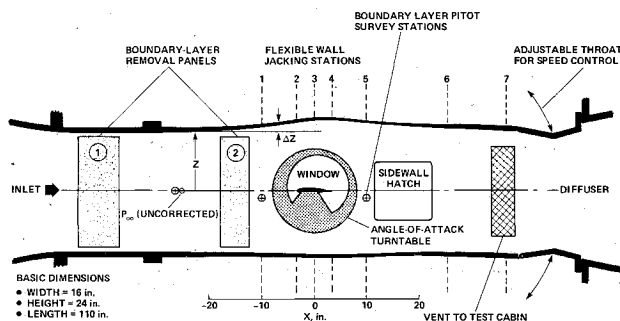 BOUNDARY LAYER PITOT
SURVEY STATIONS
BOUNDARY-LAYER
REMOVAL PANELS
FLEXIBLE WALL
JACKING STATIONS
ADJUSTABLE THROAT
FOR SPEED CONTROL
1 2 3 4 5 6 7
ΔZ
1
2
Z
WINDOW
SIDEWALL
HATCH
INLET
DIFFUSER
P∞ (UNCORRECTED)
ANGLE-OF-ATTACK
TURNTABLE
BASIC DIMENSIONS
• WIDTH = 16 in.
• HEIGHT = 24 in.
• LENGTH = 110 in.
-20 -10 0 10 20
X, in.
VENT TO TEST CABIN